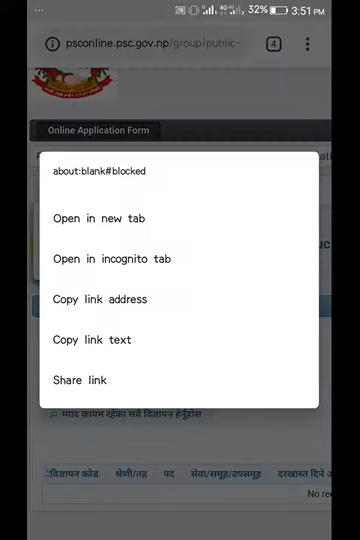 32% 3:51 PM
psconline.psc.gov.np/group/public- 4
Online Application Form
about:blank#blocked
Open in new tab
Open in incognito tab
Copy link address
Copy link text
Share link
म्याद कायम रहेका सबै विज्ञापन हेर्नुहोस
विज्ञापन कोड श्रेणी/तह पद सेवा/समूह/उपसमूह दरखास्त दिने अ
No re